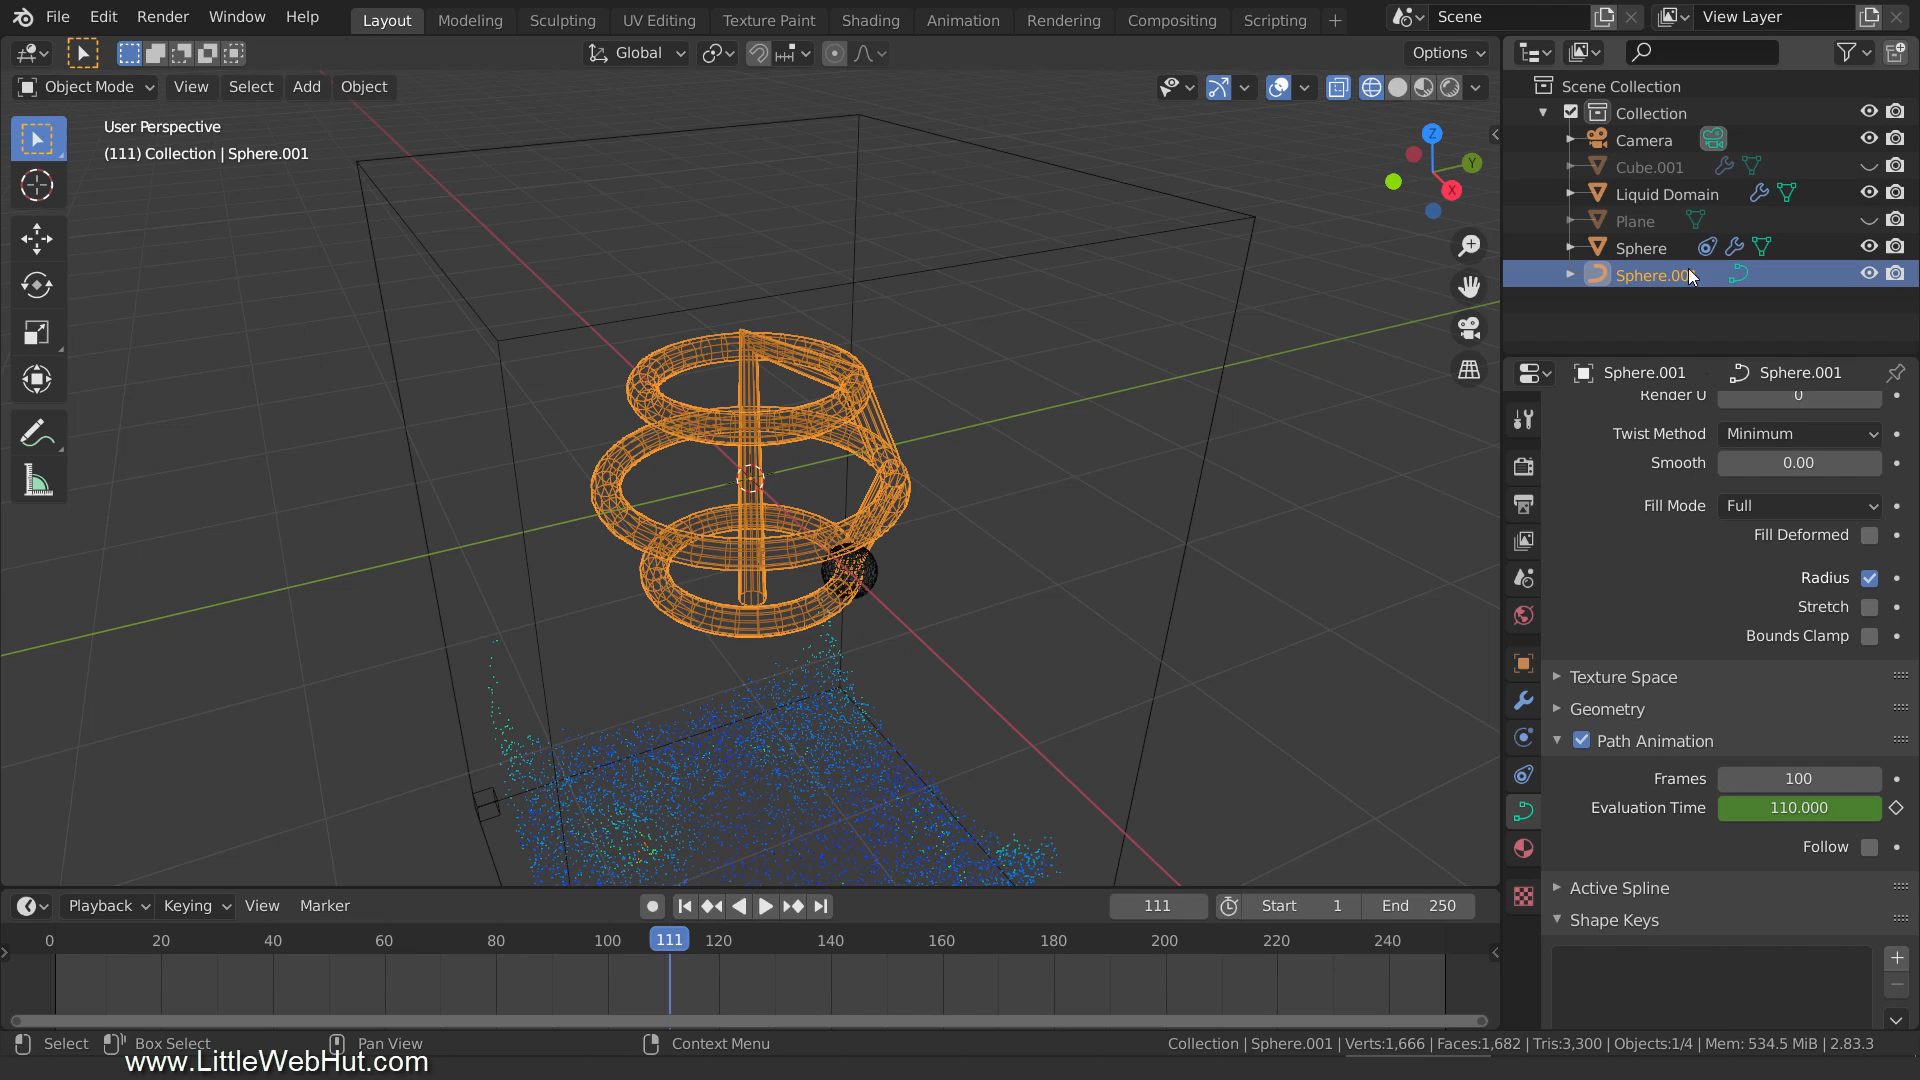 File Edit Render Window Help
Layout Modeling Sculpting UV Editing Texture Paint Shading Animation Rendering Compositing Scripting
Scene View Layer
Global Options
Object Mode View Select Add Object
User Perspective
(111) Collection | Sphere.001
Z
Y
X
Scene Collection
Collection
Camera
Cube.001
Liquid Domain
Plane
Sphere
Sphere.00
Sphere.001 Sphere.001
Render U 0
Twist Method Minimum
Smooth 0.00
Fill Mode Full
Fill Deformed
Radius
Stretch
Bounds Clamp
Texture Space
Geometry
Path Animation
Frames 100
Evaluation Time 110.000
Follow
Active Spline
Shape Keys
Playback Keying View Marker 111 Start 1 End 250
0 20 40 60 80 100 111 120 140 160 180 200 220 240
Select Box Select Pan View Context Menu Collection | Sphere.001 | Verts:1,666 | Faces:1,682 | Tris:3,300 | Objects:1/4 | Mem: 534.5 MiB | 2.83.3
www.LittleWebHut.com